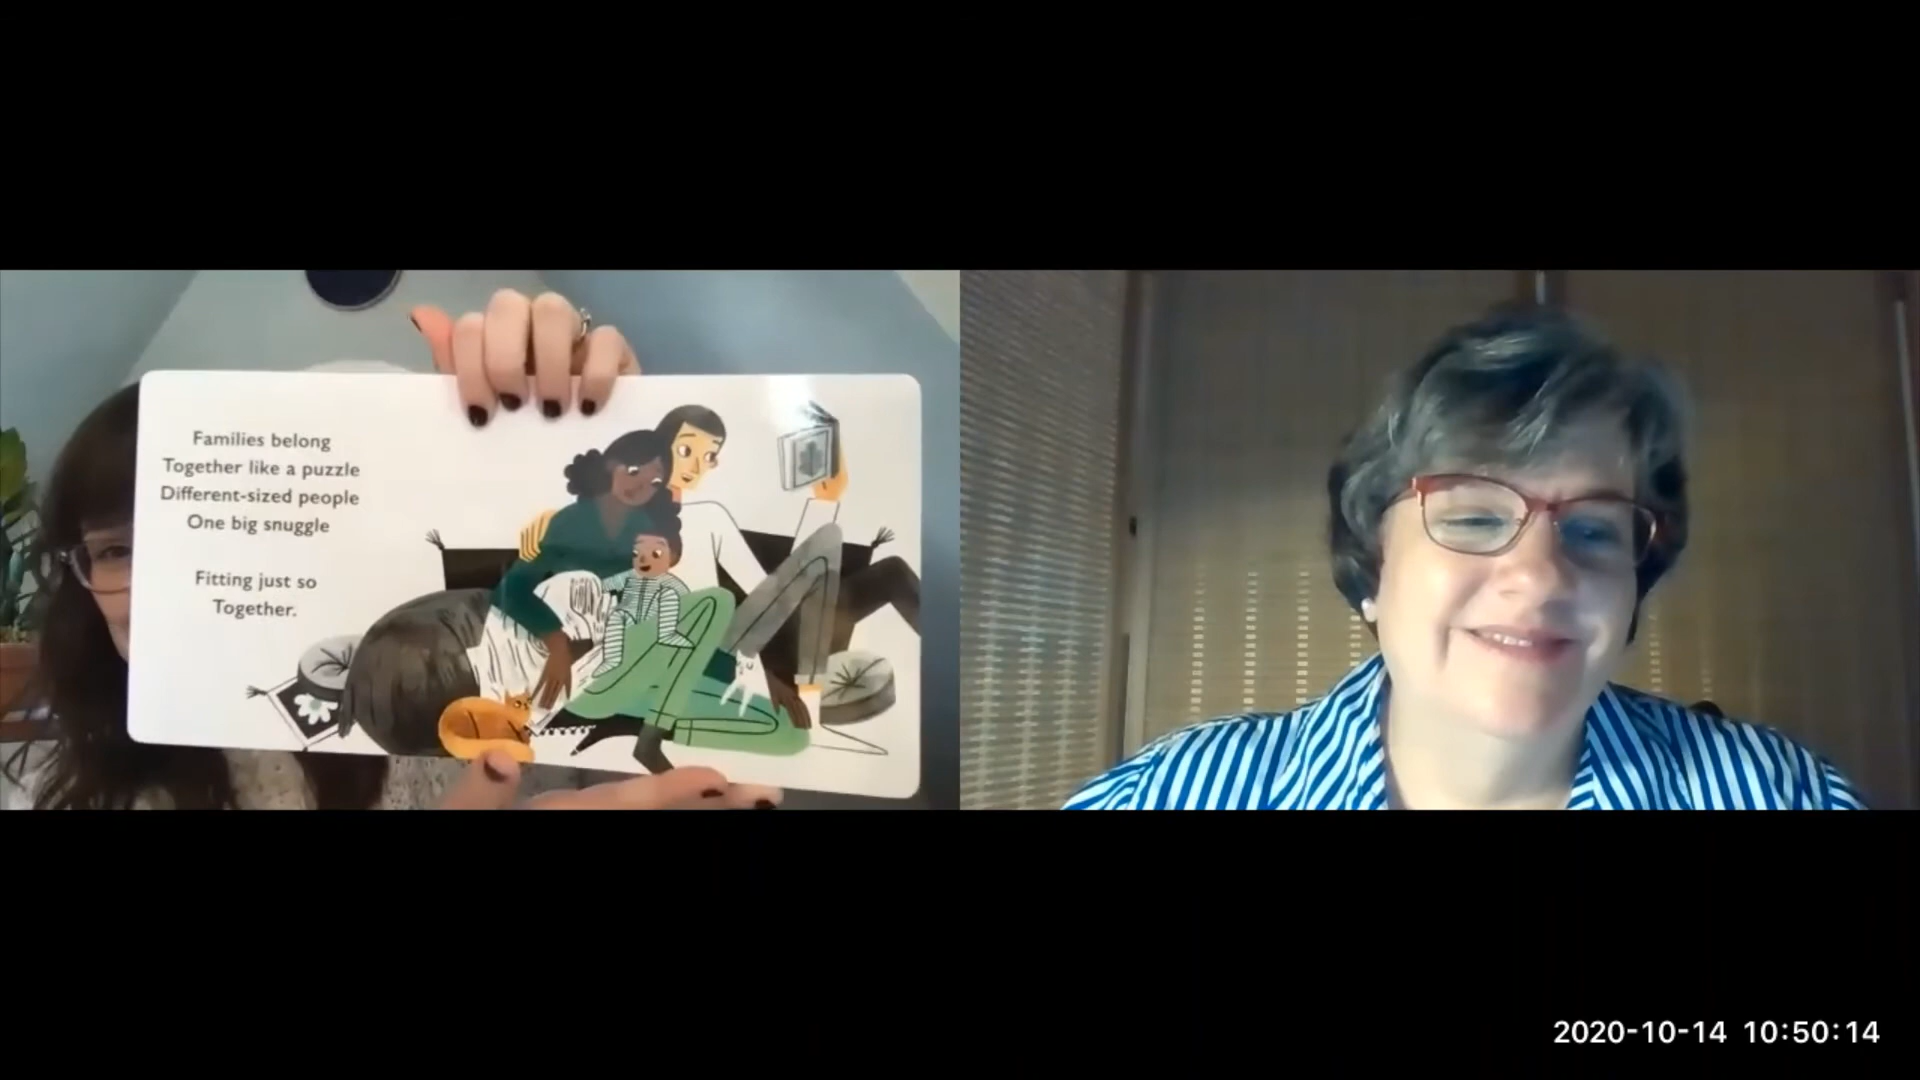 Families belong
Together like a puzzle
Different-sized people
One big snuggle
Fitting just so
Together.
2020-10-14 10:50:14